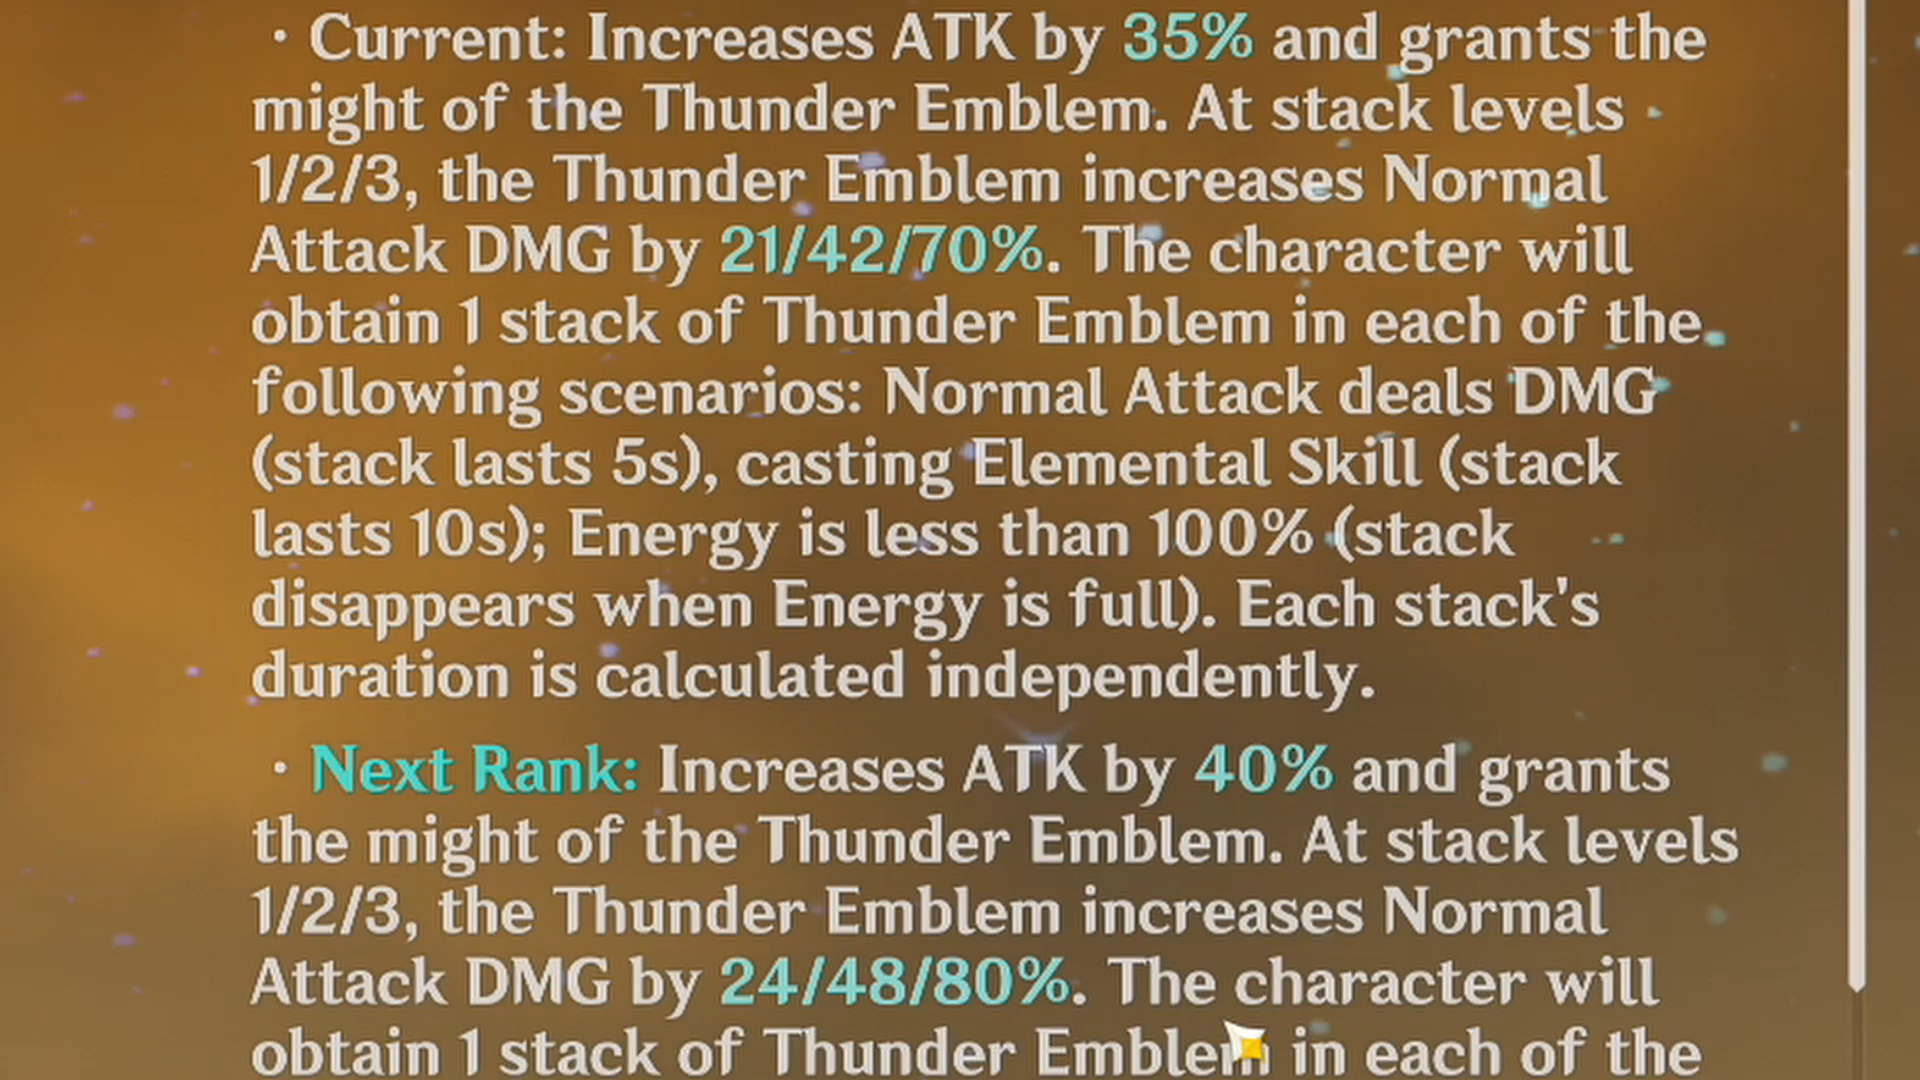 · Current: Increases ATK by 35% and grants the
might of the Thunder Emblem. At stack levels
1/2/3, the Thunder Emblem increases Normal
Attack DMG by 21/42/70%. The character will
obtain 1 stack of Thunder Emblem in each of the
following scenarios: Normal Attack deals DMG
(stack lasts 5s), casting Elemental Skill (stack
lasts 10s); Energy is less than 100% (stack
disappears when Energy is full). Each stack's
duration is calculated independently.
· Next Rank: Increases ATK by 40% and grants
the might of the Thunder Emblem. At stack levels
1/2/3, the Thunder Emblem increases Normal
Attack DMG by 24/48/80%. The character will
obtain 1 stack of Thunder Emblem in each of the